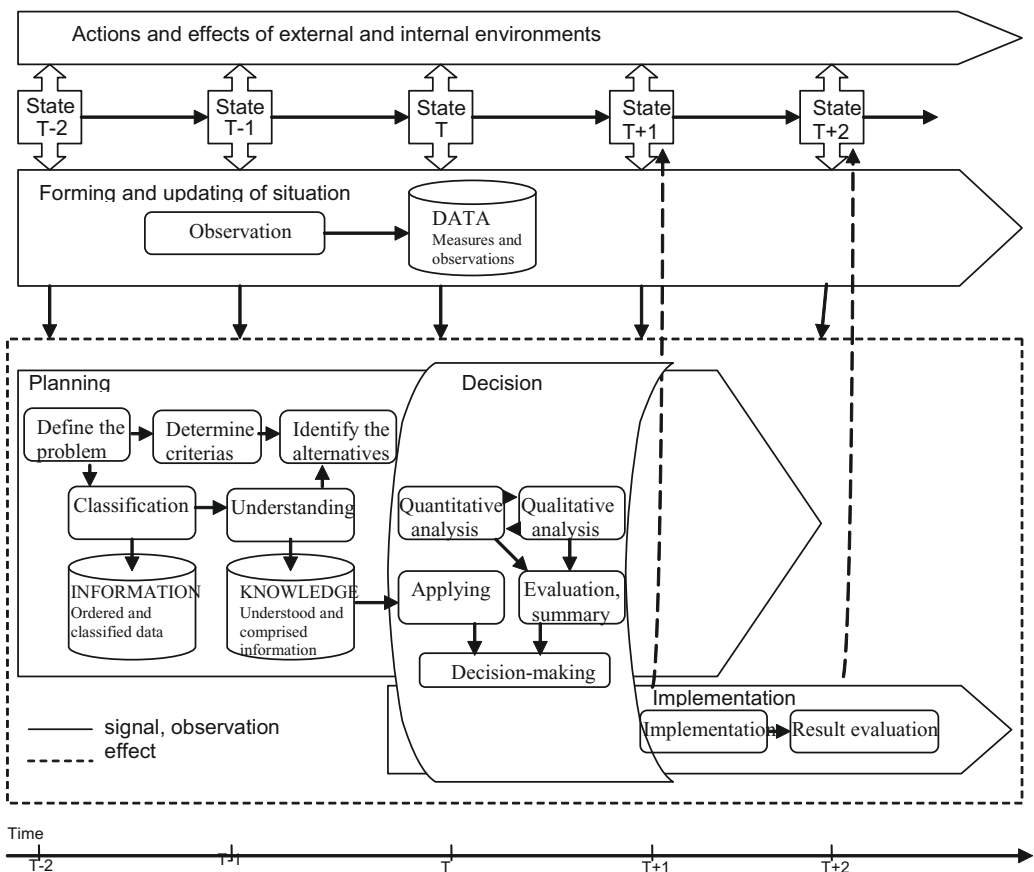 Actions and effects of external and internal environments
State
T-2
State
T-1
State
T
State
T+1
State
T+2
Forming and updating of situation
Observation
DATA
Measures and
observations
Planning
Decision
Define the
problem
Determine
criterias
Identify the
alternatives
Classification
Understanding
Quantitative
analysis
Qualitative
analysis
INFORMATION
Ordered and
classified data
KNOWLEDGE
Understood and
comprised
information
Applying
Evaluation,
summary
Decision-making
Implementation
Implementation
Result evaluation
signal, observation
effect
Time
T-2
T-1
T
T+1
T+2